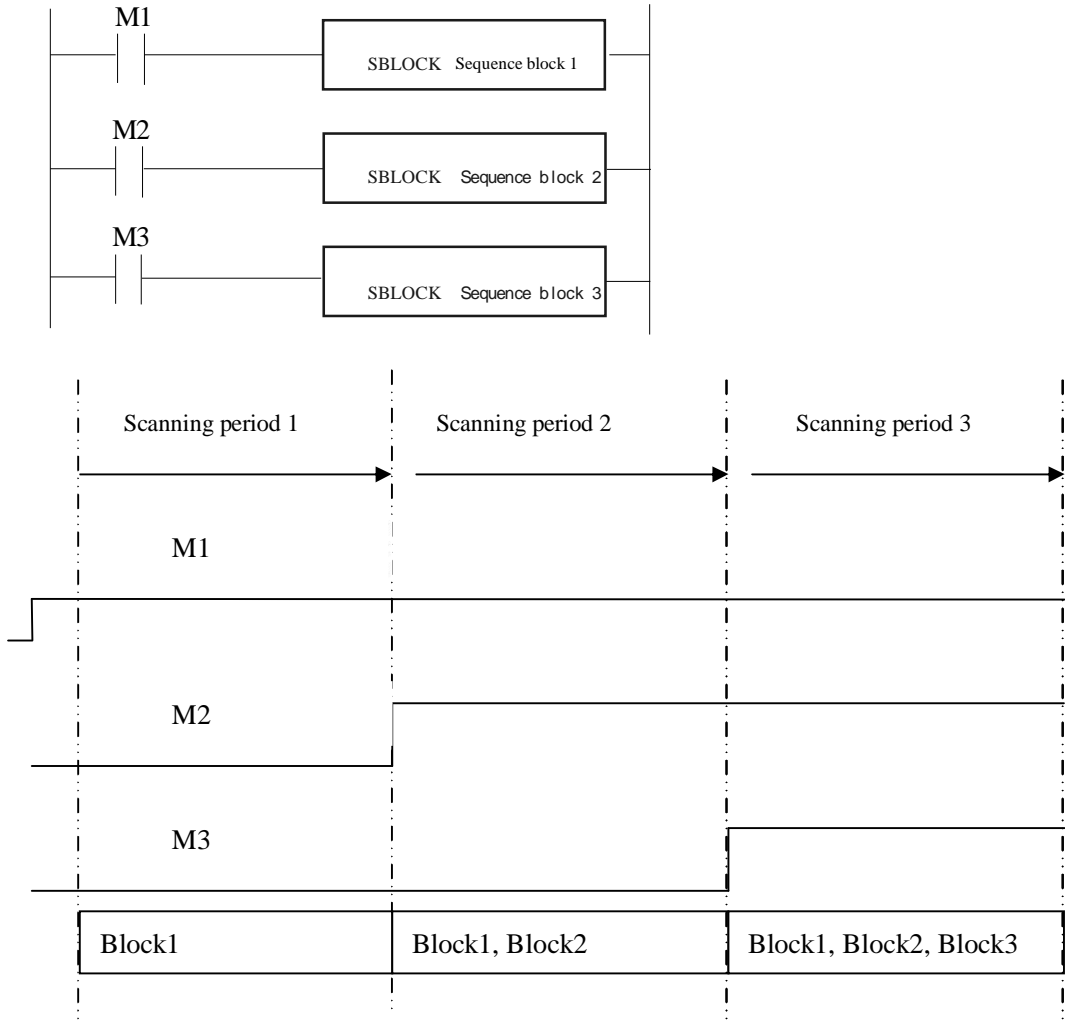 M1
SBLOCK Sequence block 1
M2
SBLOCK Sequence block 2
M3
SBLOCK Sequence block 3
Scanning period 1 Scanning period 2 Scanning period 3
M1
M2
M3
Block1 Block1, Block2 Block1, Block2, Block3